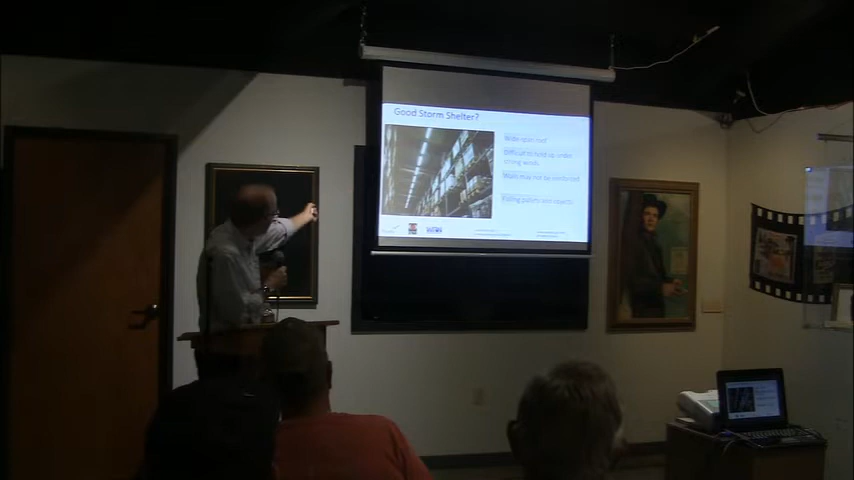 Good Storm Shelter?
Wide-span roof
Difficult to hold up under
strong winds
Walls may not be reinforced
Falling pallets and objects